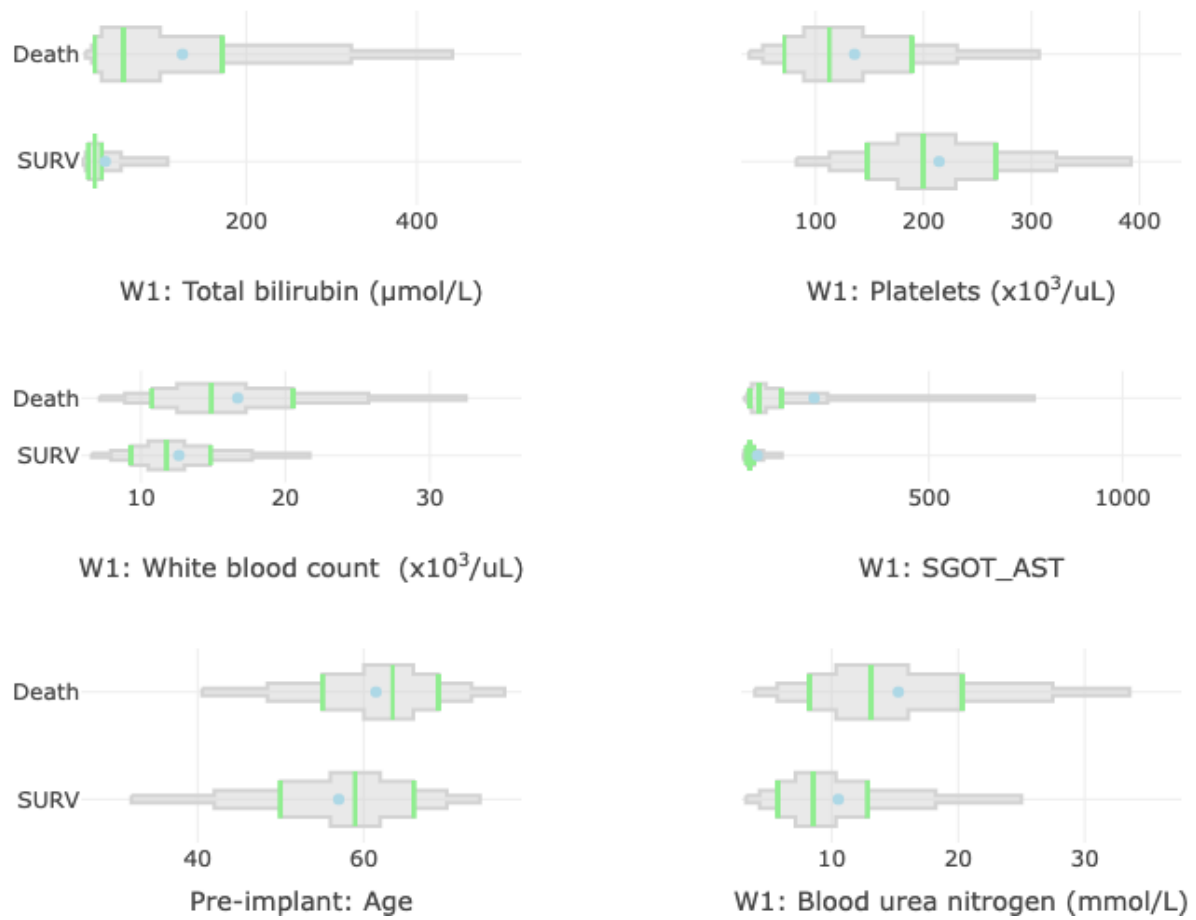 Death
SURV
200 400
100 200 300 400
W1: Total bilirubin (µmol/L)
W1: Platelets (x10³/uL)
Death
SURV
10 20 30
500 1000
W1: White blood count (x10³/uL)
W1: SGOT_AST
Death
SURV
40 60
10 20 30
Pre-implant: Age
W1: Blood urea nitrogen (mmol/L)